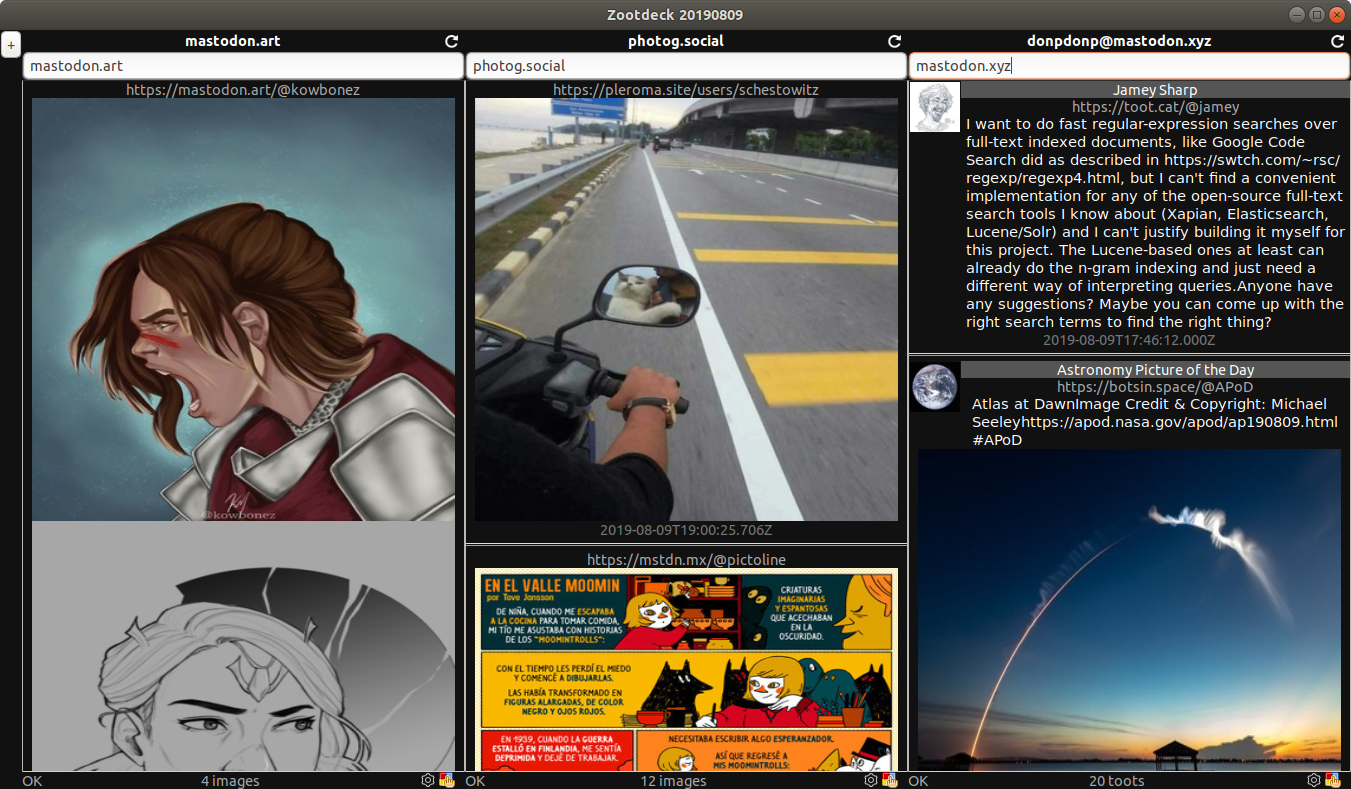 Zootdeck 20190809
+
mastodon.art
mastodon.art
https://mastodon.art/@kowbonez
@kowbonez
OK
4 images
photog.social
photog.social
https://pleroma.site/users/schestowitz
2019-08-09T19:00:25.706Z
https://mstdn.mx/@pictoline
EN EL VALLE MOOMIN
por Tove Jansson
DE NIÑA, CUANDO ME ESCAPABA
A LA COCINA PARA TOMAR COMIDA,
MI TÍO ME ASUSTABA CON HISTORIAS
DE LOS "MOOMINTROLLS":
CRIATURAS
IMAGINARIAS
Y ESPANTOSAS
QUE ACECHABAN
EN LA
OSCURIDAD.
CON EL TIEMPO LES PERDÍ EL MIEDO
Y COMENCÉ A DIBUJARLAS.
LAS HABÍA TRANSFORMADO EN
FIGURAS ALARGADAS, DE COLOR
NEGRO Y OJOS ROJOS.
EN 1939, CUANDO LA GUERRA
ESTALLÓ EN FINLANDIA, ME SENTÍA
DEPRIMIDA Y DEJÉ DE TRABAJAR.
NECESITABA ESCRIBIR ALGO ESPERANZADOR.
ASÍ QUE REGRESÉ A
MIS MOOMINTROLLS:
OK
12 images
donpdonp@mastodon.xyz
mastodon.xyz
Jamey Sharp
https://toot.cat/@jamey
I want to do fast regular-expression searches over
full-text indexed documents, like Google Code
Search did as described in https://swtch.com/~rsc/
regexp/regexp4.html, but I can't find a convenient
implementation for any of the open-source full-text
search tools I know about (Xapian, Elasticsearch,
Lucene/Solr) and I can't justify building it myself for
this project. The Lucene-based ones at least can
already do the n-gram indexing and just need a
different way of interpreting queries.Anyone have
any suggestions? Maybe you can come up with the
right search terms to find the right thing?
2019-08-09T17:46:12.000Z
Astronomy Picture of the Day
https://botsin.space/@APoD
Atlas at DawnImage Credit & Copyright: Michael
Seeleyhttps://apod.nasa.gov/apod/ap190809.html
#APoD
OK
20 toots